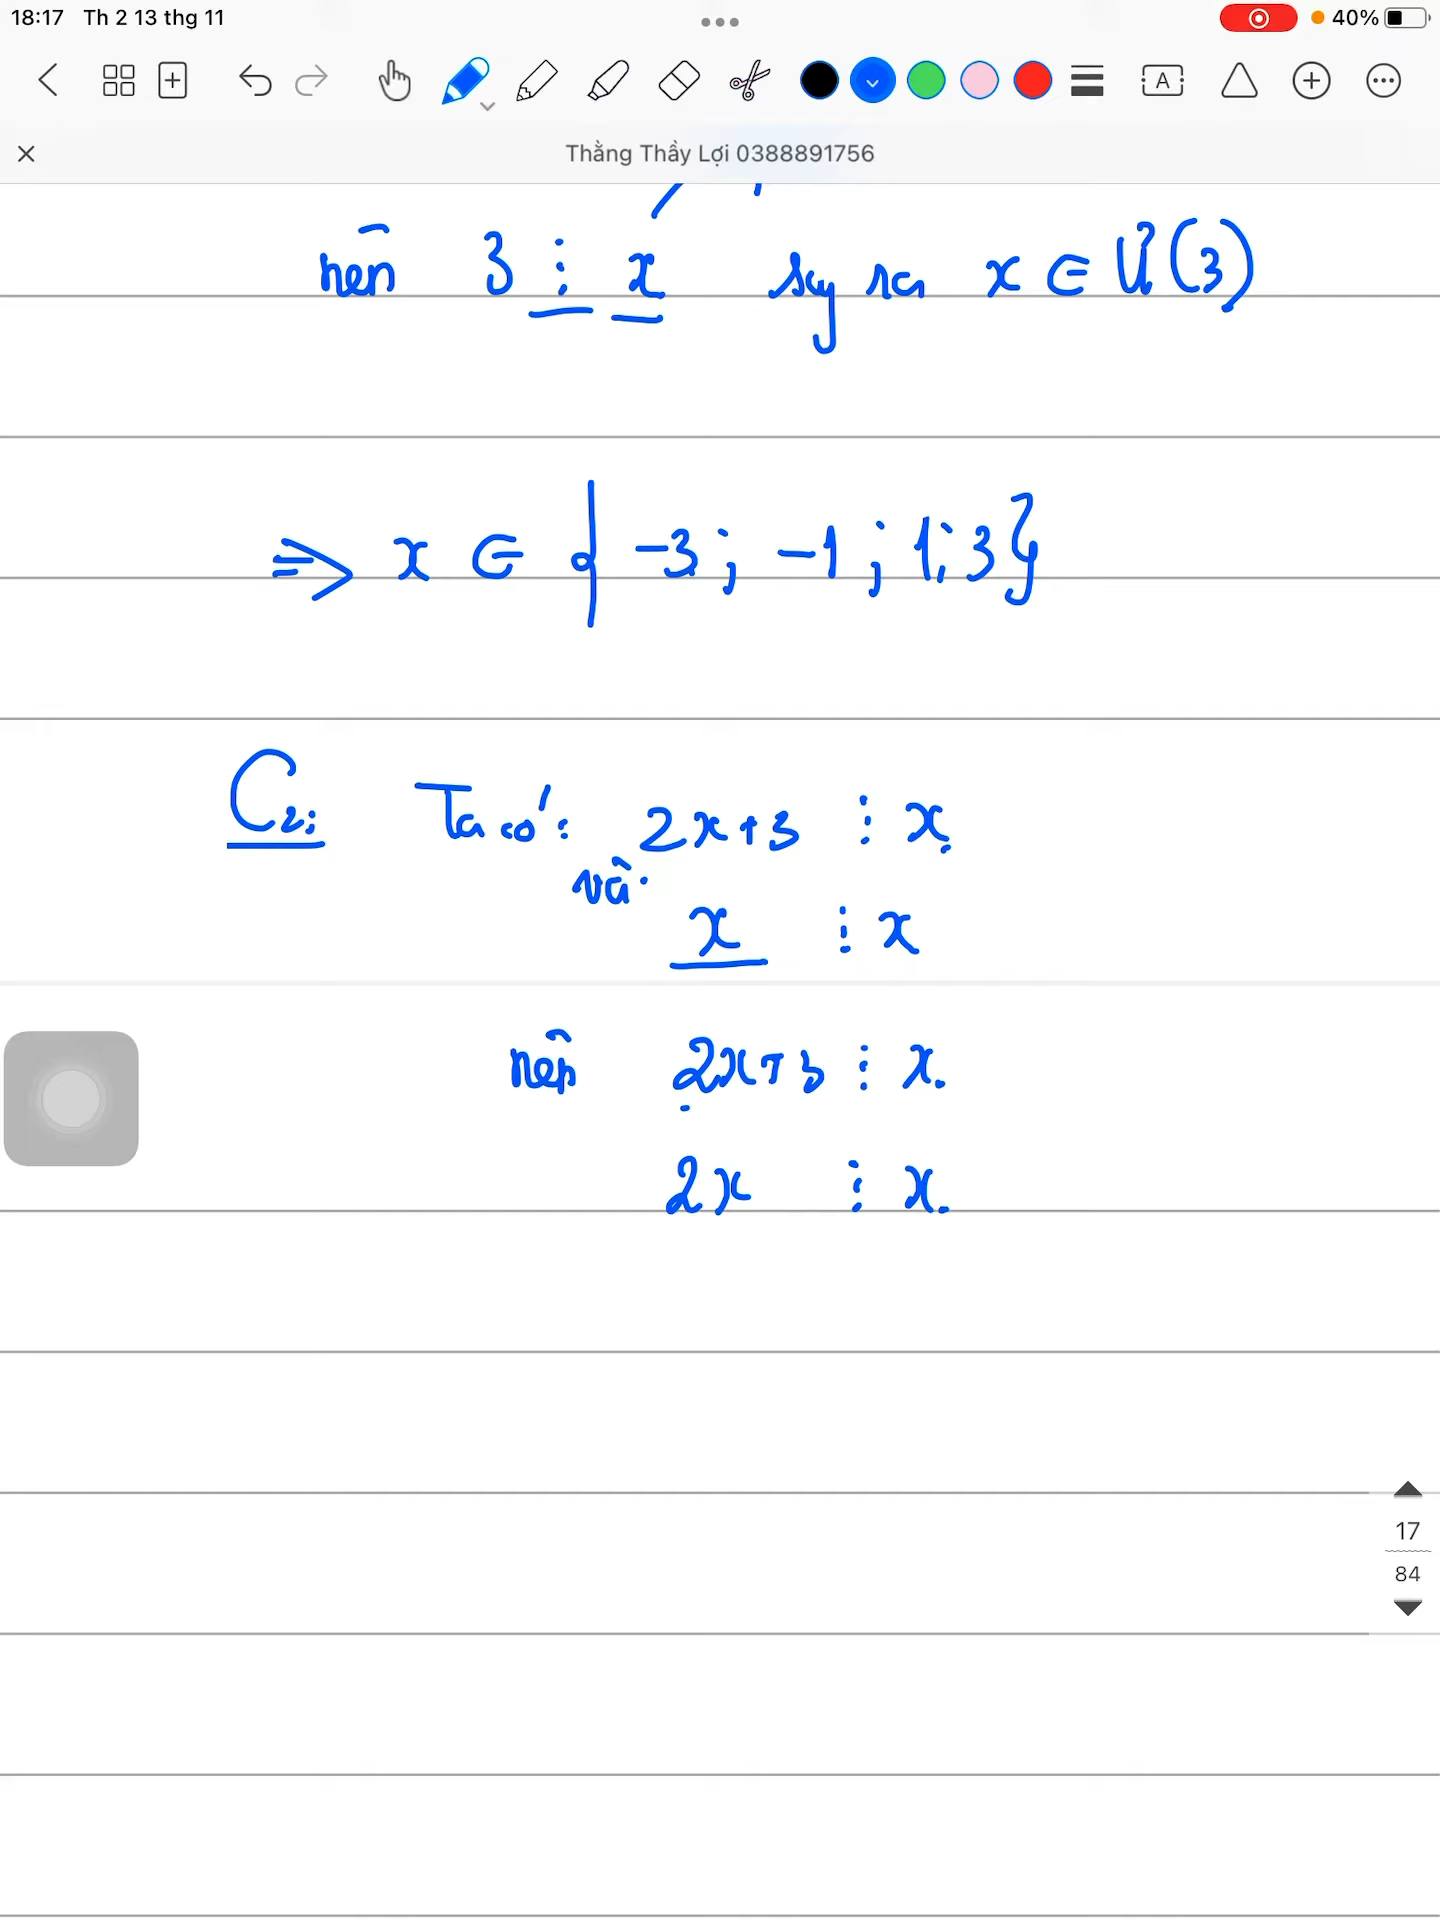 18:17 Th 2 13 thg 11 40%
A
Thằng Thầy Lợi 0388891756
nên 3 ⋮ x suy ra x ∈ Ư(3)
=> x ∈ { -3 ; -1 ; 1; 3}
C2: Ta có: 2x+3 ⋮ x
và
x ⋮ x
nên 2x+3 ⋮ x.
2x ⋮ x.
17
84